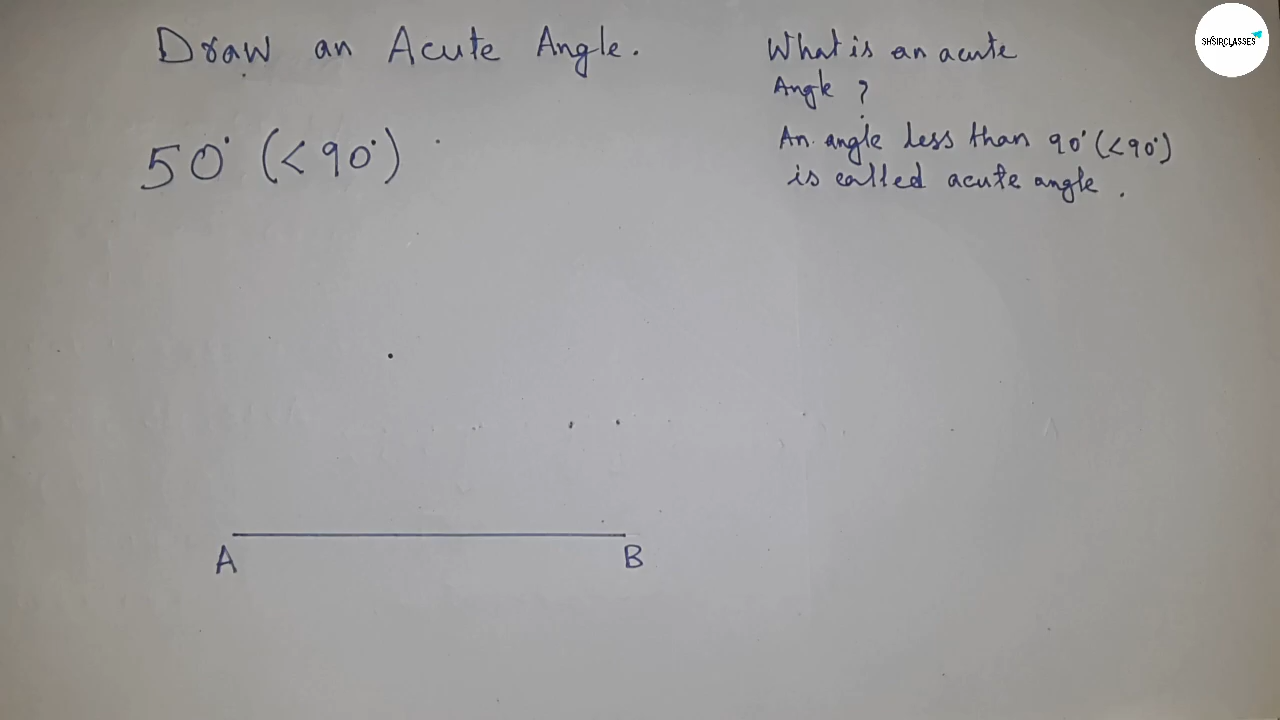 Draw an Acute Angle.
50° (<90°)
What is an acute
Angle ?
An angle less than 90° (<90°)
is called acute angle.
A
B
SHSIRCLASSES